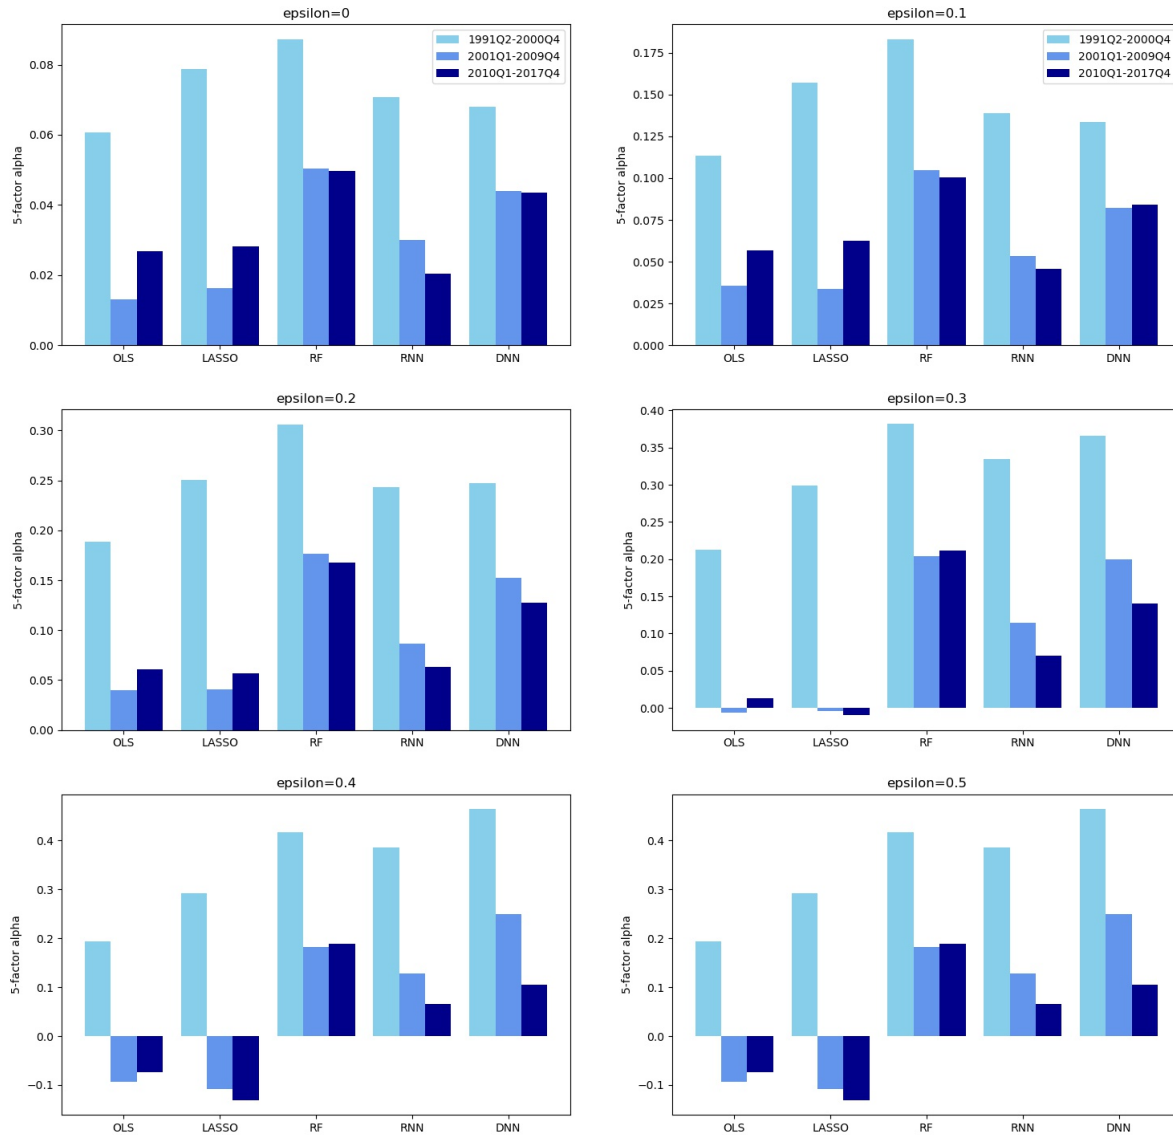 epsilon=0
1991Q2-2000Q4
2001Q1-2009Q4
2010Q1-2017Q4
5-factor alpha
0.08
0.06
0.04
0.02
0.00
OLS LASSO RF RNN DNN
epsilon=0.1
1991Q2-2000Q4
2001Q1-2009Q4
2010Q1-2017Q4
5-factor alpha
0.175
0.150
0.125
0.100
0.075
0.050
0.025
0.000
OLS LASSO RF RNN DNN
epsilon=0.2
5-factor alpha
0.30
0.25
0.20
0.15
0.10
0.05
0.00
OLS LASSO RF RNN DNN
epsilon=0.3
5-factor alpha
0.40
0.35
0.30
0.25
0.20
0.15
0.10
0.05
0.00
OLS LASSO RF RNN DNN
epsilon=0.4
5-factor alpha
0.4
0.3
0.2
0.1
0.0
−0.1
OLS LASSO RF RNN DNN
epsilon=0.5
5-factor alpha
0.4
0.3
0.2
0.1
0.0
−0.1
OLS LASSO RF RNN DNN